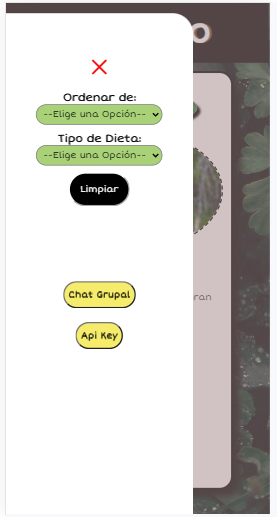 O
Ordenar de:
--Elige una Opción--
Tipo de Dieta:
--Elige una Opción--
Limpiar
Chat Grupal
ran
Api Key